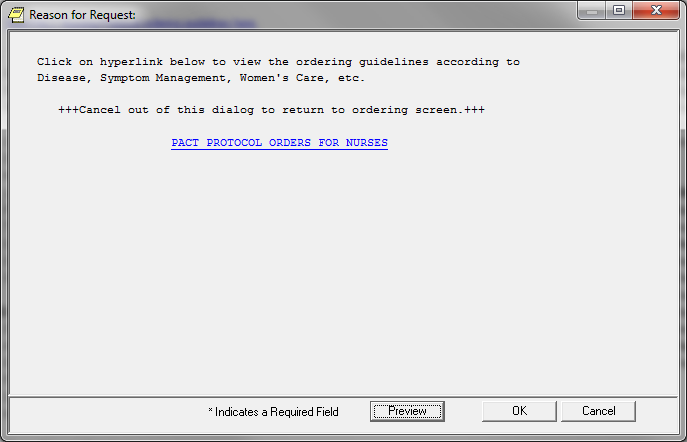 Reason for Request:
Click on hyperlink below to view the ordering guidelines according to
Disease, Symptom Management, Women's Care, etc.
+++Cancel out of this dialog to return to ordering screen.+++
PACT PROTOCOL ORDERS FOR NURSES
* Indicates a Required Field
Preview
OK
Cancel